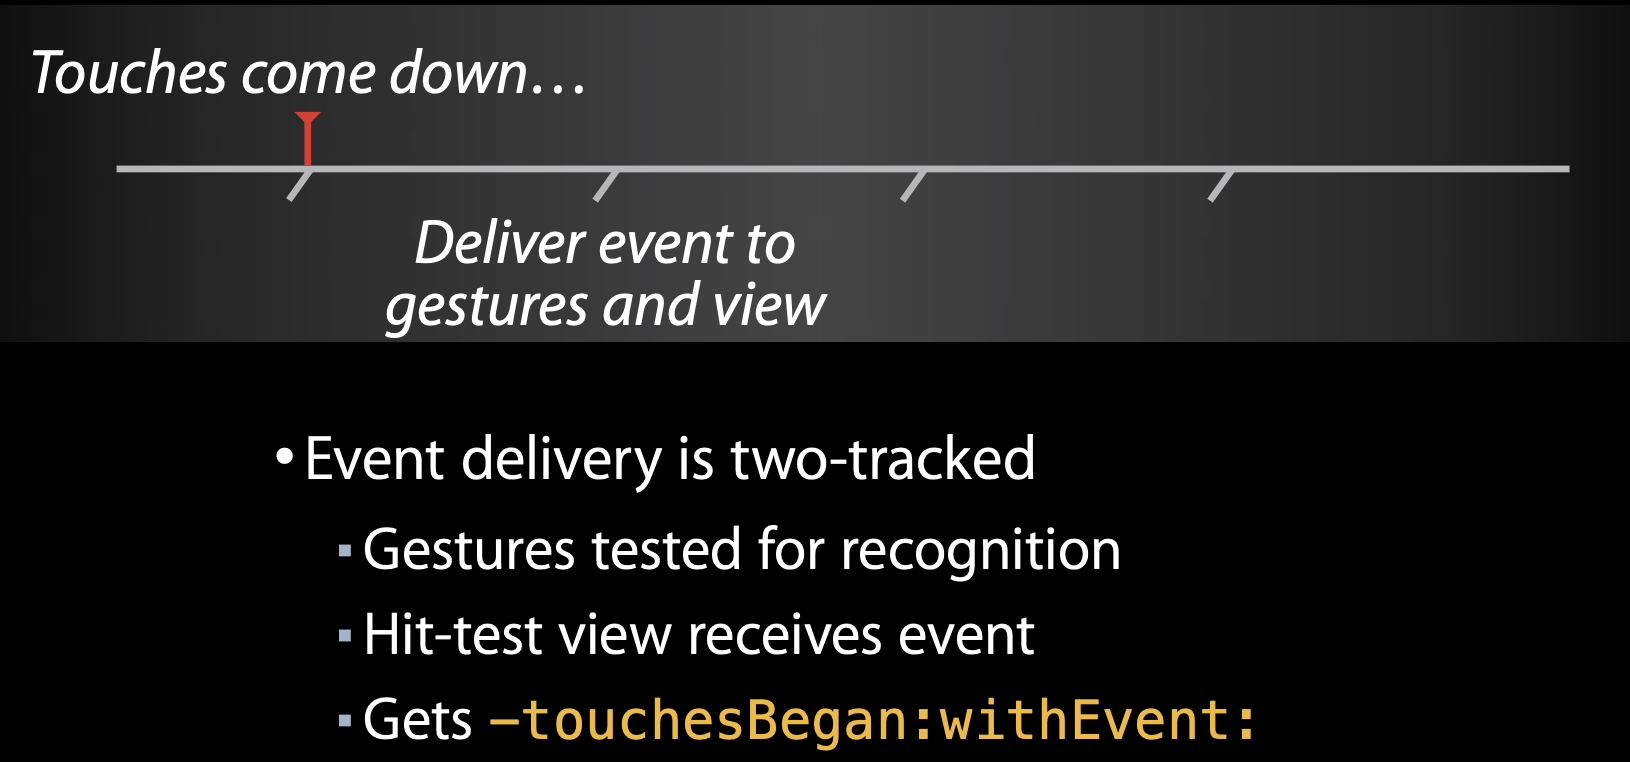 Touches come down…
Deliver event to
gestures and view
• Event delivery is two-tracked
▪ Gestures tested for recognition
▪ Hit-test view receives event
▪ Gets –touchesBegan:withEvent: